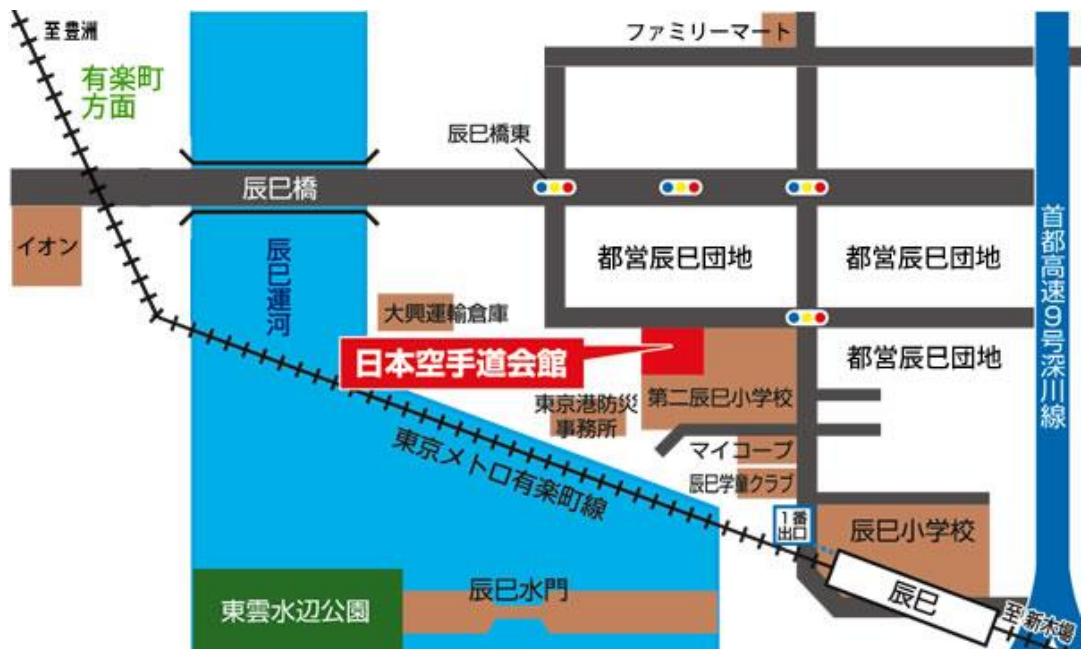 至豊洲
有楽町
方面
ファミリーマート
辰巳橋東
辰巳橋
イオン
辰巳運河
都営辰巳団地
都営辰巳団地
首都高速9号深川線
大興運輸倉庫
日本空手道会館
都営辰巳団地
第二辰巳小学校
東京港防災
事務所
東京メトロ有楽町線
マイコープ
辰巳学童クラブ
1番
出口
辰巳小学校
辰巳水門
東雲水辺公園
辰巳
至新木場